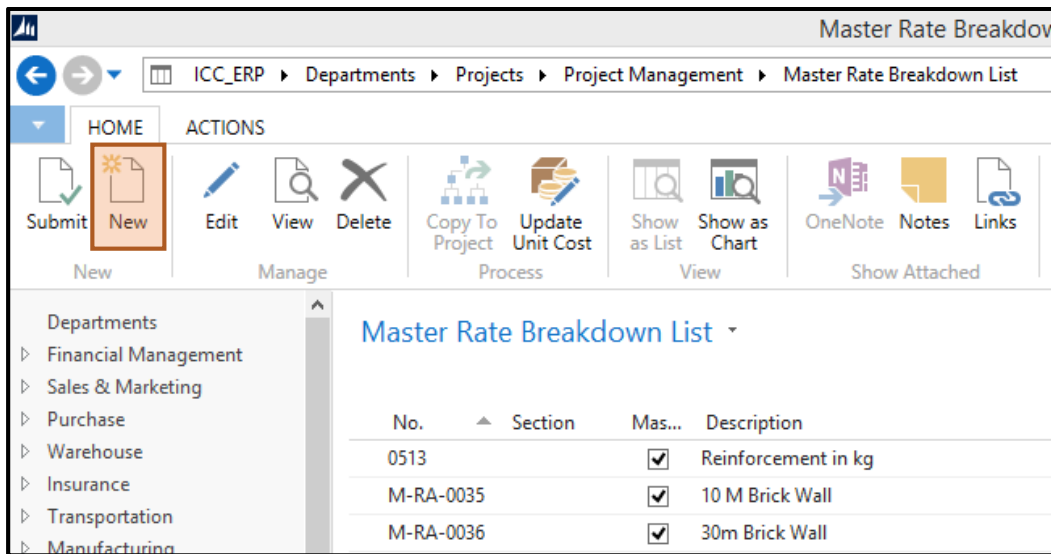 Master Rate Breakdow
ICC_ERP Departments Projects Project Management Master Rate Breakdown List
HOME ACTIONS
Submit New Edit View Delete Copy To Project Update Unit Cost Show as List Show as Chart OneNote Notes Links
New Manage Process View Show Attached
Departments
Financial Management
Sales & Marketing
Purchase
Warehouse
Insurance
Transportation
Manufacturing
Master Rate Breakdown List
No. Section Mas... Description
0513 Reinforcement in kg
M-RA-0035 10 M Brick Wall
M-RA-0036 30m Brick Wall